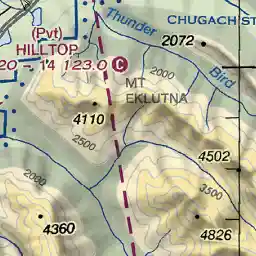 Thunder
CHUGACH ST
(Pvt)
HILLTOP
2072
20 - 14 123.0 C
2000
Bird
MT
EKLUTNA
4110
2500
4502
2000
3500
4360
4826